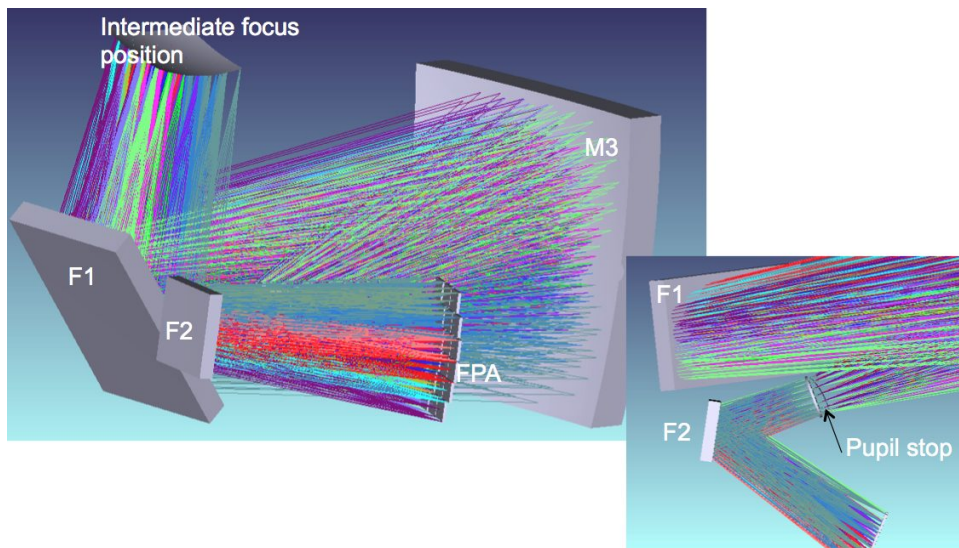 Intermediate focus
position
M3
F1
F2
FPA
F1
F2
Pupil stop